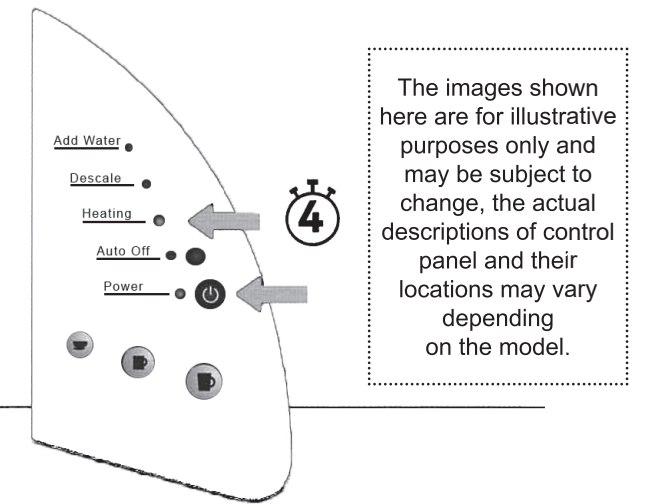 Add Water
Descale
Heating
4
Auto Off
Power
The images shown
here are for illustrative
purposes only and
may be subject to
change, the actual
descriptions of control
panel and their
locations may vary
depending
on the model.